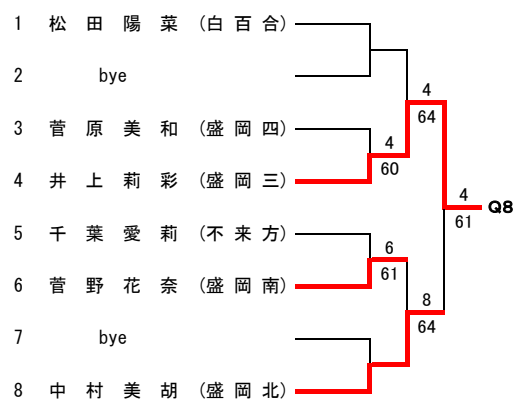 1 松田陽菜 (白百合)
2 bye
3 菅原美和 (盛岡四)
4 井上莉彩 (盛岡三)
5 千葉愛莉 (不来方)
6 菅野花奈 (盛岡南)
7 bye
8 中村美胡 (盛岡北)
4
60
6
61
4
64
8
64
4
61
Q8